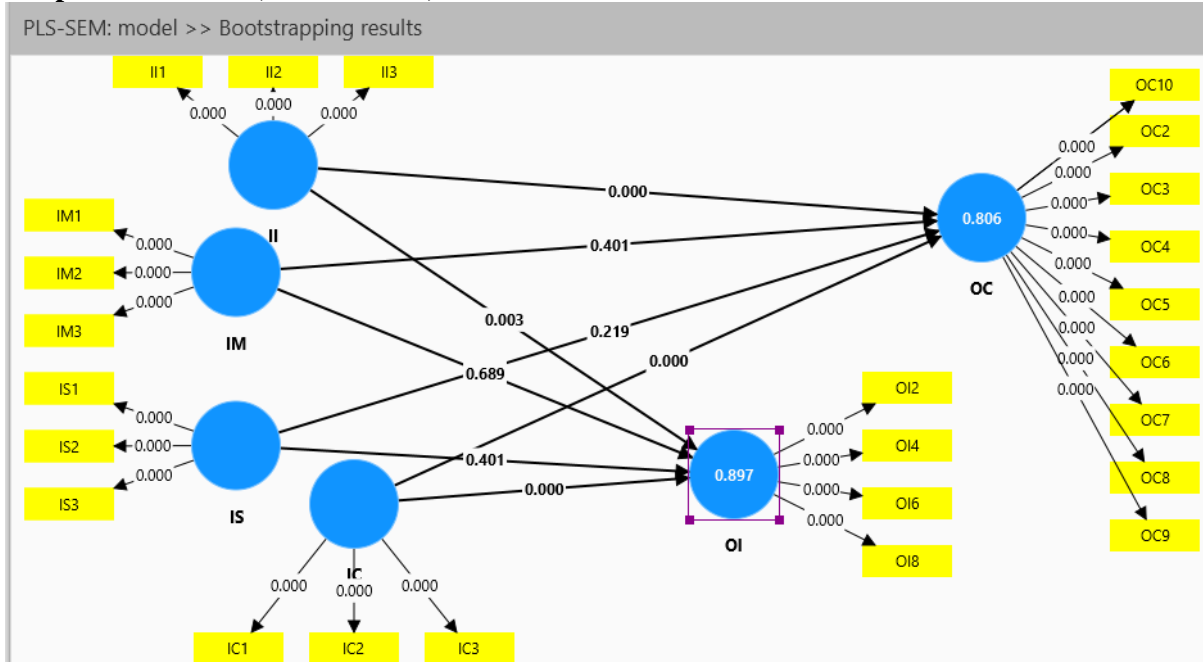 PLS-SEM: model >> Bootstrapping results
II1 II2 II3
0.000 0.000 0.000
II
IM1
IM2
IM3
0.000
0.000
0.000
IM
IS1
IS2
IS3
0.000
0.000
0.000
IS
IC
0.000 0.000 0.000
IC1 IC2 IC3
0.000
0.401
0.003
0.219
0.689
0.000
0.401
0.000
0.897
OI
0.000
0.000
0.000
0.000
OI2
OI4
OI6
OI8
0.806
OC
0.000
0.000
0.000
0.000
0.000
0.000
0.000
0.000
0.000
OC10
OC2
OC3
OC4
OC5
OC6
OC7
OC8
OC9